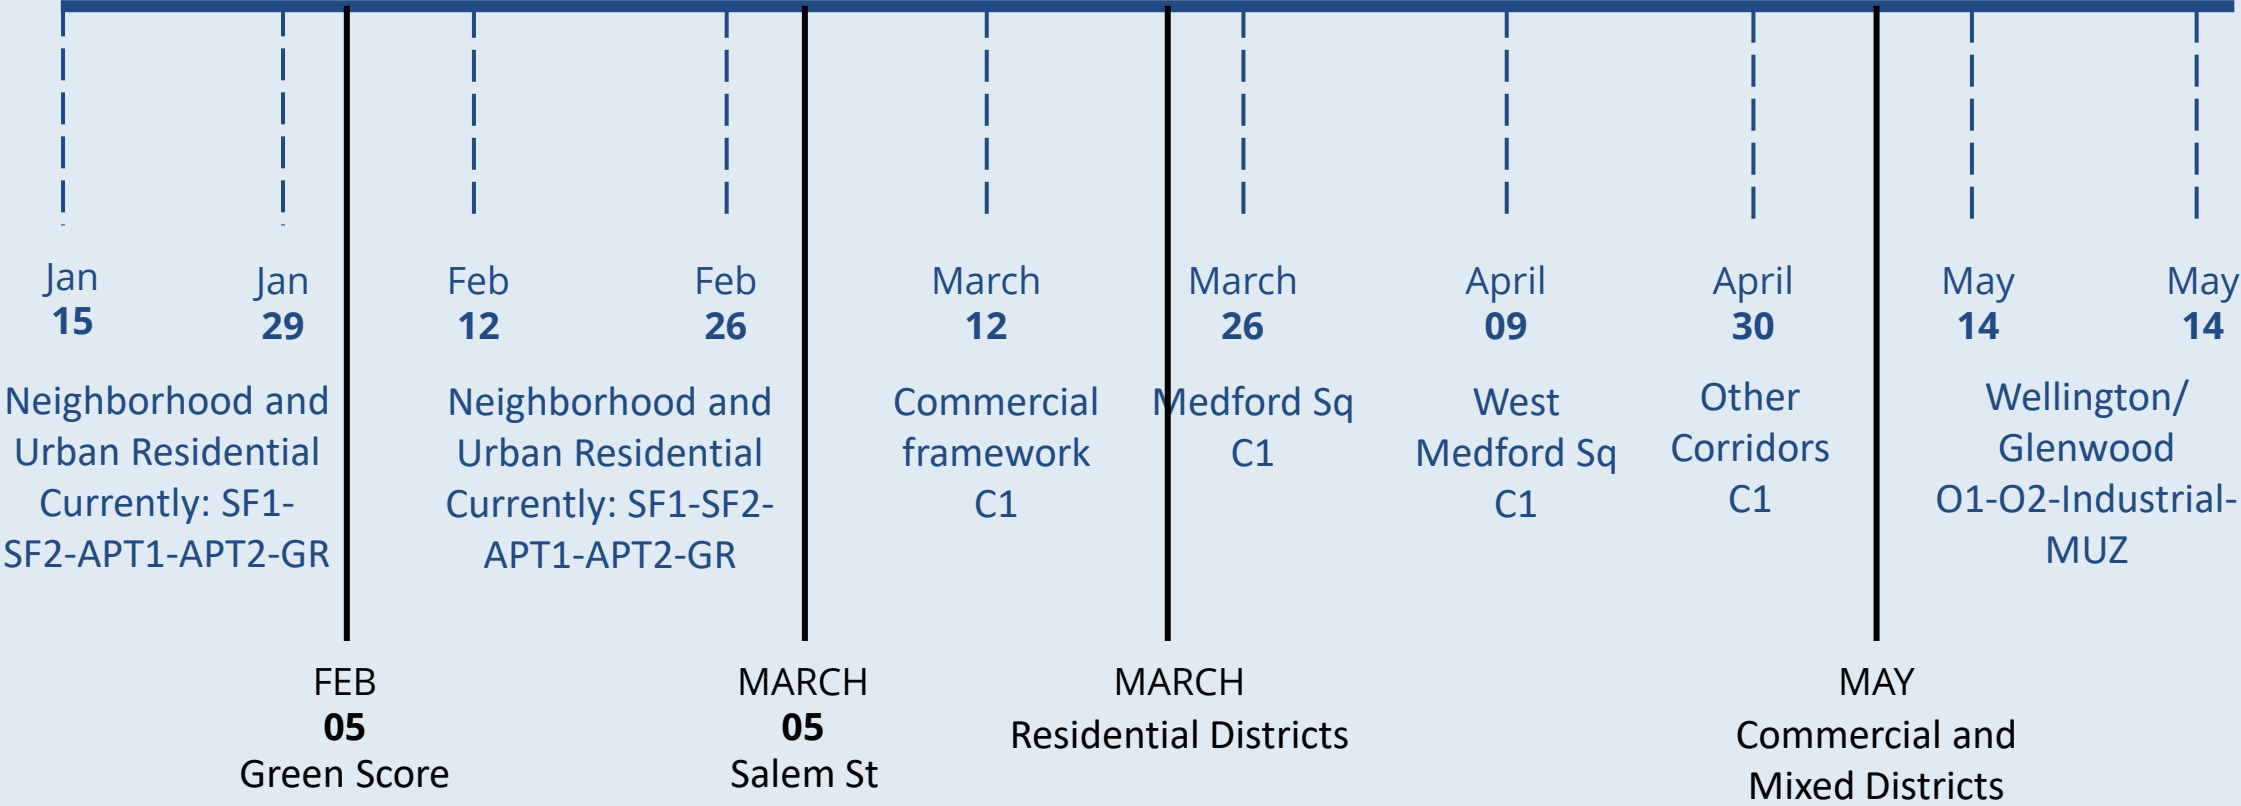 Jan
15
Neighborhood and
Urban Residential
Currently: SF1-
SF2-APT1-APT2-GR
Jan
29
FEB
05
Green Score
Feb
12
Neighborhood and
Urban Residential
Currently: SF1-SF2-
APT1-APT2-GR
Feb
26
MARCH
05
Salem St
March
12
Commercial
framework
C1
MARCH
Residential Districts
March
26
Medford Sq
C1
April
09
West
Medford Sq
C1
April
30
Other
Corridors
C1
MAY
Commercial and
Mixed Districts
May
14
May
14
Wellington/
Glenwood
O1-O2-Industrial-
MUZ